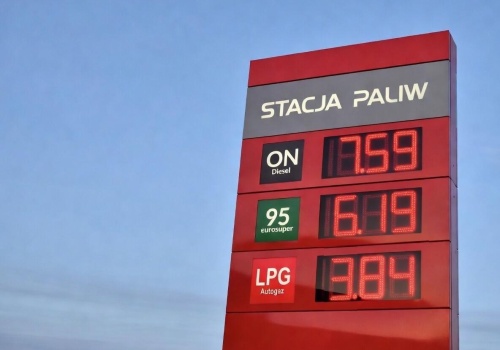 STACJA PALIW
ON 7.59
Diesel
95 6.19
eurosuper
LPG 3.84
Autogaz